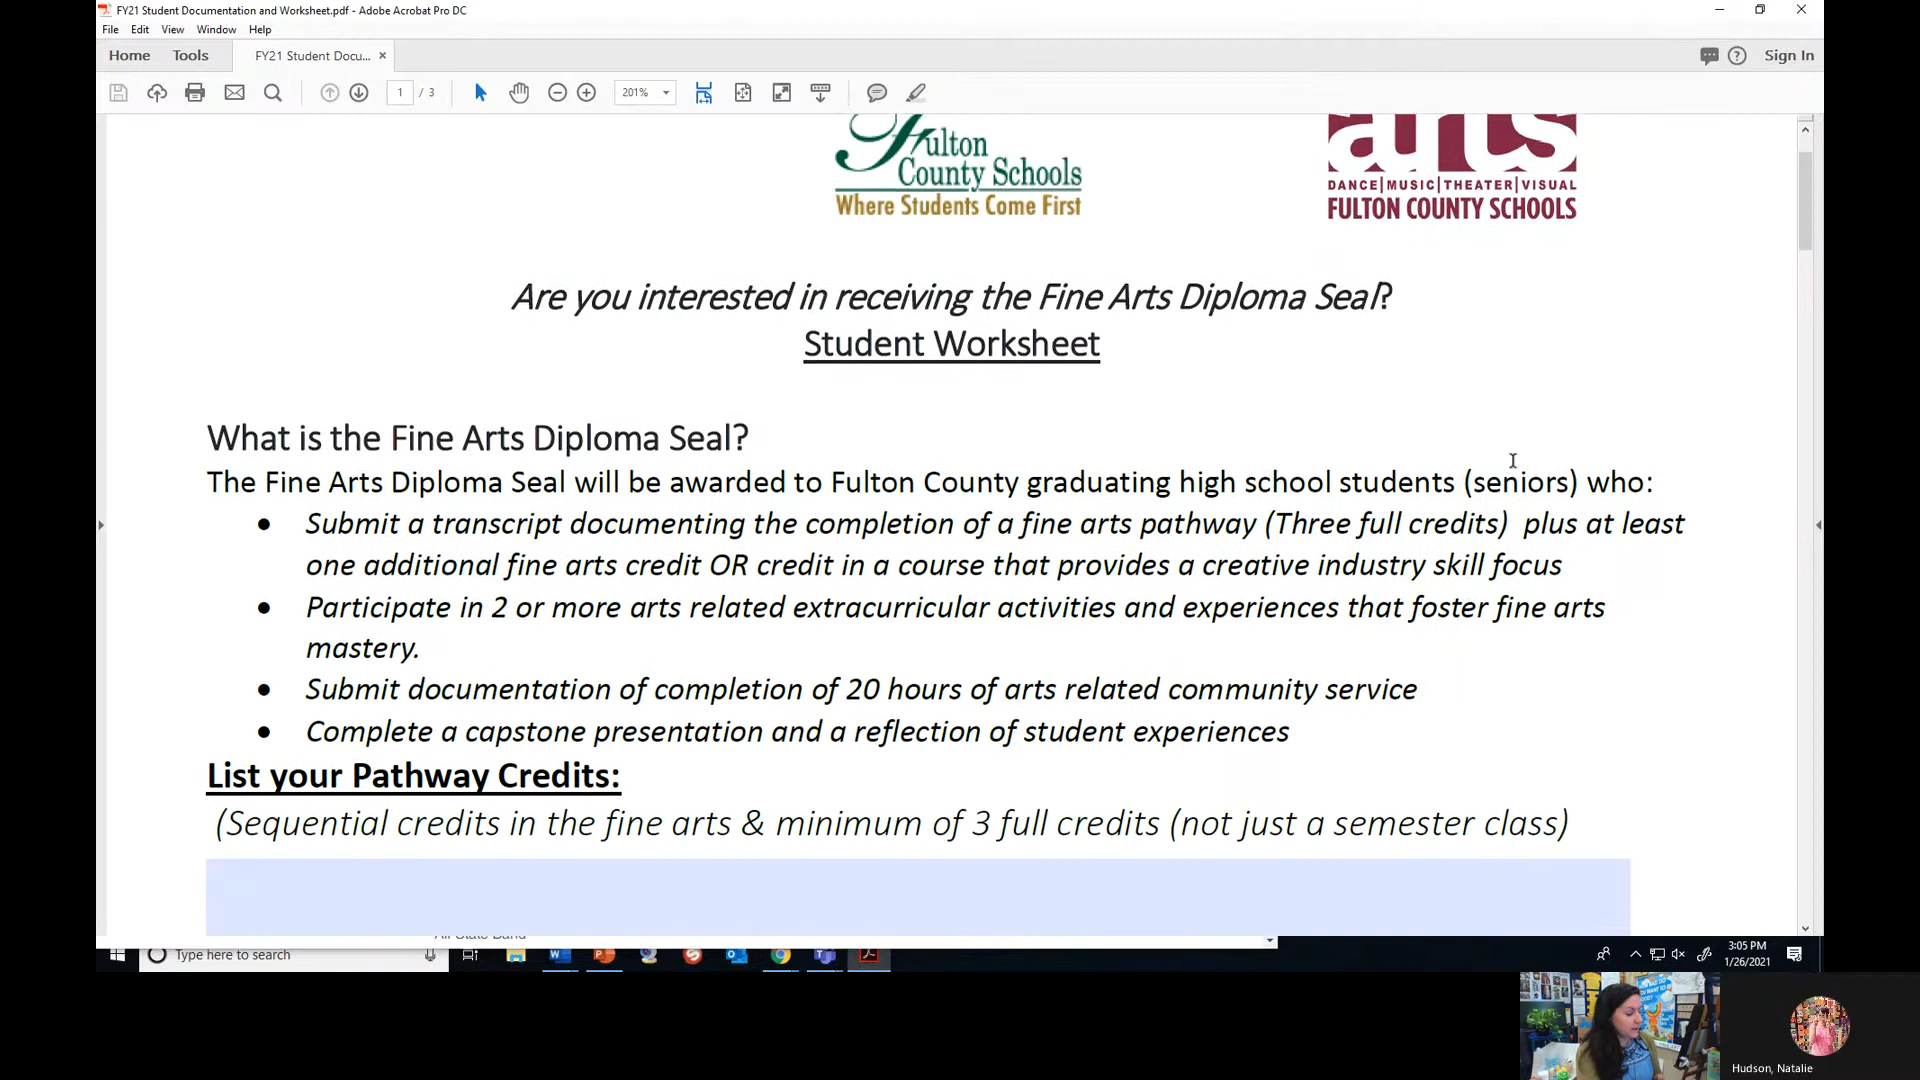 FY21 Student Documentation and Worksheet.pdf - Adobe Acrobat Pro DC
File Edit View Window Help
Home Tools FY21 Student Docu... × Sign In
1 / 3 201%
Fulton
County Schools
Where Students Come First
arts
DANCE|MUSIC|THEATER|VISUAL
FULTON COUNTY SCHOOLS
Are you interested in receiving the Fine Arts Diploma Seal?
Student Worksheet
What is the Fine Arts Diploma Seal?
The Fine Arts Diploma Seal will be awarded to Fulton County graduating high school students (seniors) who:
• Submit a transcript documenting the completion of a fine arts pathway (Three full credits) plus at least
one additional fine arts credit OR credit in a course that provides a creative industry skill focus
• Participate in 2 or more arts related extracurricular activities and experiences that foster fine arts
mastery.
• Submit documentation of completion of 20 hours of arts related community service
• Complete a capstone presentation and a reflection of student experiences
List your Pathway Credits:
(Sequential credits in the fine arts & minimum of 3 full credits (not just a semester class)
All State Band
Type here to search
3:05 PM
1/26/2021
Hudson, Natalie